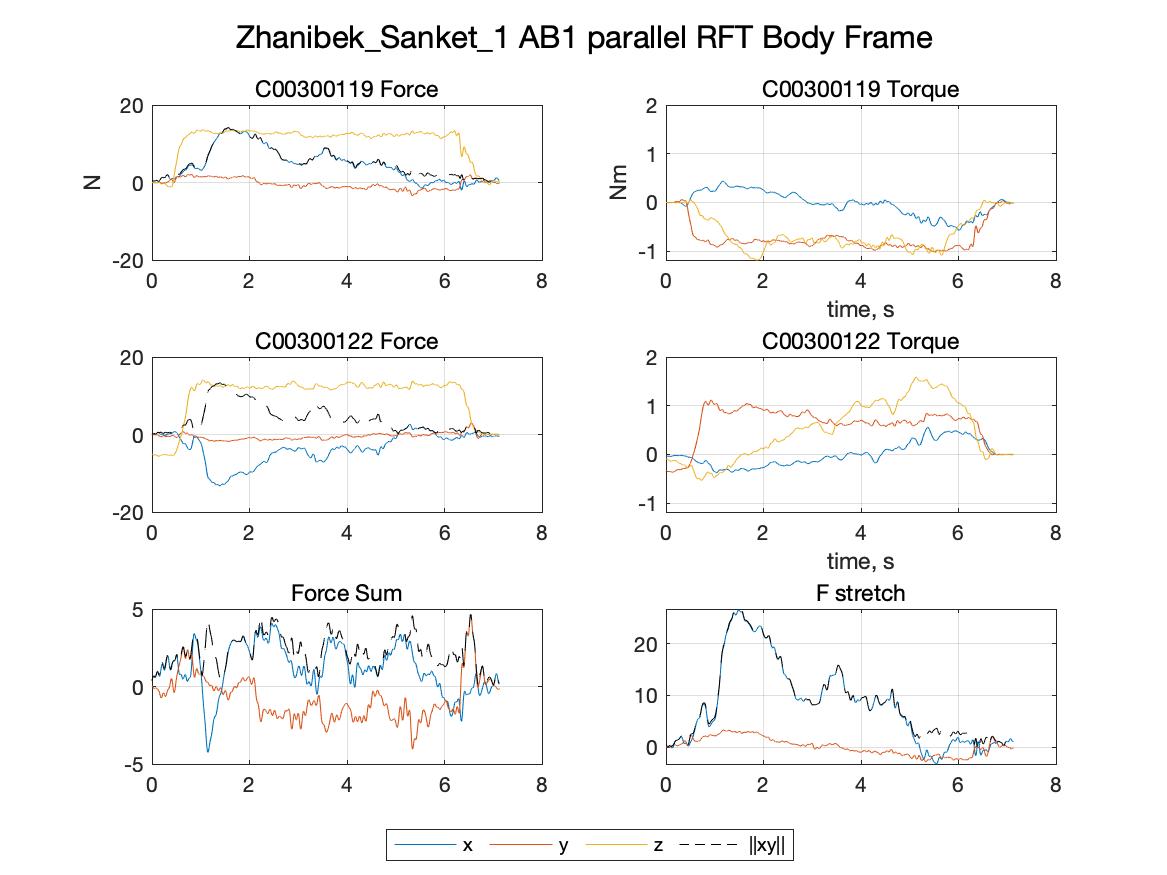 Zhanibek_Sanket_1 AB1 parallel RFT Body Frame
C00300119 Force
20
0
-20
N
0 2 4 6 8
C00300119 Torque
2
1
0
-1
Nm
0 2 4 6 8
time, s
C00300122 Force
20
0
-20
0 2 4 6 8
C00300122 Torque
2
1
0
-1
0 2 4 6 8
time, s
Force Sum
5
0
-5
0 2 4 6 8
F stretch
20
10
0
0 2 4 6 8
x y z ||xy||